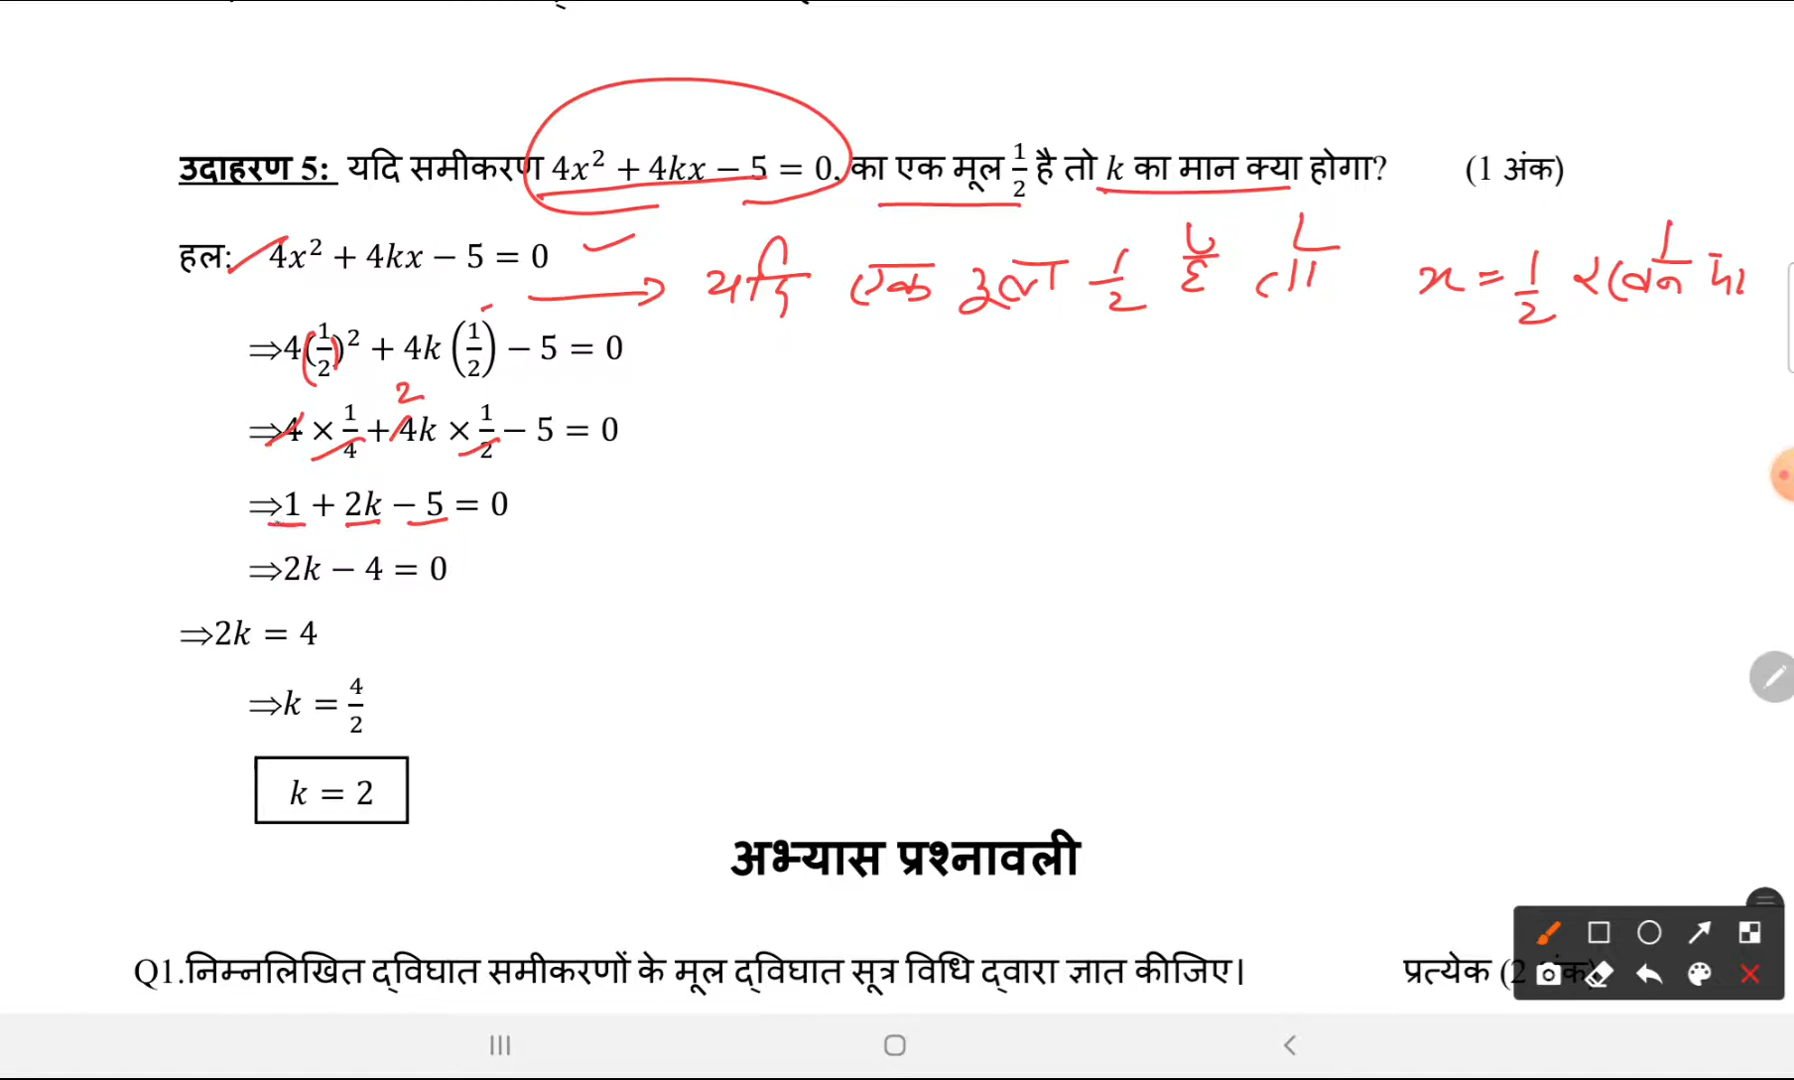 उदाहरण 5: यदि समीकरण 4x² + 4kx − 5 = 0, का एक मूल 1/2 है तो k का मान क्या होगा? (1 अंक)
हल: 4x² + 4kx − 5 = 0
यदि एक मूल 1/2 है तो x = 1/2 रखने पर
⇒4(1/2)² + 4k(1/2) − 5 = 0
2
⇒4 × 1/4 + 4k × 1/2 − 5 = 0
⇒1 + 2k − 5 = 0
⇒2k − 4 = 0
⇒2k = 4
⇒k = 4/2
k = 2
अभ्यास प्रश्नावली
Q1.निम्नलिखित द्विघात समीकरणों के मूल द्विघात सूत्र विधि द्वारा ज्ञात कीजिए। प्रत्येक (2